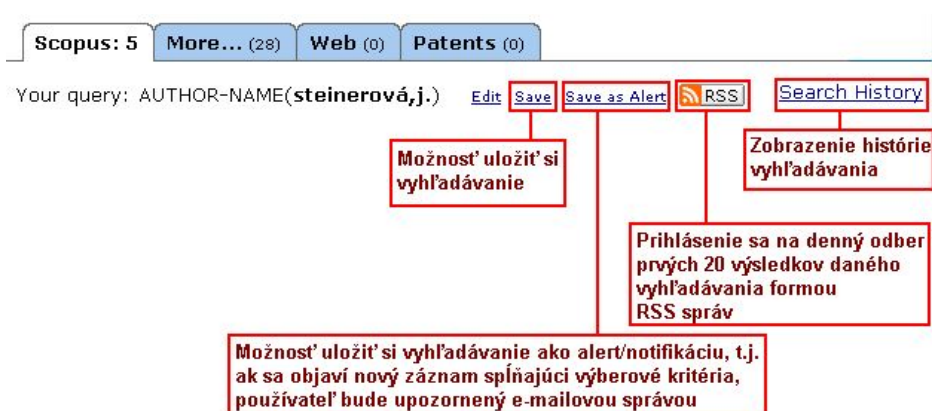 Scopus: 5 More... (28) Web (0) Patents (0)
Your query: AUTHOR-NAME(steinerová,j.) Edit Save Save as Alert RSS Search History
Možnosť uložiť si
vyhľadávanie
Zobrazenie histórie
vyhľadávania
Prihlásenie sa na denný odber
prvých 20 výsledkov daného
vyhľadávania formou
RSS správ
Možnosť uložiť si vyhľadávanie ako alert/notifikáciu, t.j.
ak sa objaví nový záznam spĺňajúci výberové kritéria,
používateľ bude upozornený e-mailovou správou